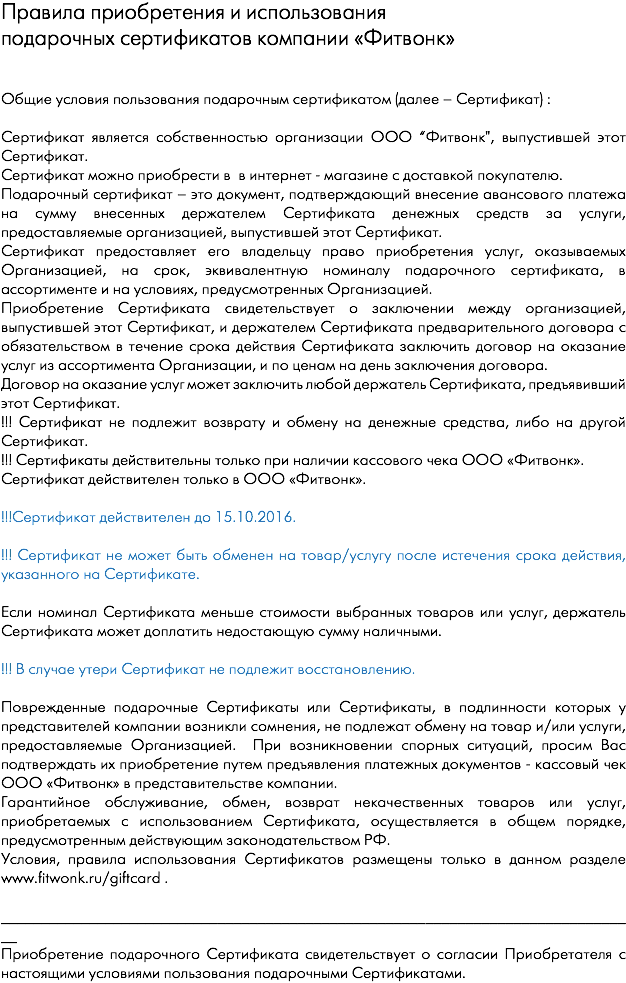 Правила приобретения и использования
подарочных сертификатов компании «Фитвонк»
Общие условия пользования подарочным сертификатом (далее – Сертификат) :
Сертификат является собственностью организации ООО “Фитвонк", выпустившей этот
Сертификат.
Сертификат можно приобрести в в интернет - магазине с доставкой покупателю.
Подарочный сертификат – это документ, подтверждающий внесение авансового платежа
на сумму внесенных держателем Сертификата денежных средств за услуги,
предоставляемые организацией, выпустившей этот Сертификат.
Сертификат предоставляет его владельцу право приобретения услуг, оказываемых
Организацией, на срок, эквивалентную номиналу подарочного сертификата, в
ассортименте и на условиях, предусмотренных Организацией.
Приобретение Сертификата свидетельствует о заключении между организацией,
выпустившей этот Сертификат, и держателем Сертификата предварительного договора с
обязательством в течение срока действия Сертификата заключить договор на оказание
услуг из ассортимента Организации, и по ценам на день заключения договора.
Договор на оказание услуг может заключить любой держатель Сертификата, предъявивший
этот Сертификат.
!!! Сертификат не подлежит возврату и обмену на денежные средства, либо на другой
Сертификат.
!!! Сертификаты действительны только при наличии кассового чека ООО «Фитвонк».
Сертификат действителен только в ООО «Фитвонк».
!!!Сертификат действителен до 15.10.2016.
!!! Сертификат не может быть обменен на товар/услугу после истечения срока действия,
указанного на Сертификате.
Если номинал Сертификата меньше стоимости выбранных товаров или услуг, держатель
Сертификата может доплатить недостающую сумму наличными.
!!! В случае утери Сертификат не подлежит восстановлению.
Поврежденные подарочные Сертификаты или Сертификаты, в подлинности которых у
представителей компании возникли сомнения, не подлежат обмену на товар и/или услуги,
предоставляемые Организацией. При возникновении спорных ситуаций, просим Вас
подтверждать их приобретение путем предъявления платежных документов - кассовый чек
ООО «Фитвонк» в представительстве компании.
Гарантийное обслуживание, обмен, возврат некачественных товаров или услуг,
приобретаемых с использованием Сертификата, осуществляется в общем порядке,
предусмотренным действующим законодательством РФ.
Условия, правила использования Сертификатов размещены только в данном разделе
www.fitwonk.ru/giftcard .
Приобретение подарочного Сертификата свидетельствует о согласии Приобретателя с
настоящими условиями пользования подарочными Сертификатами.